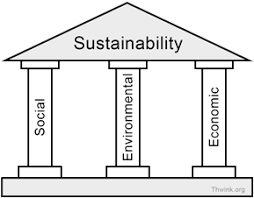 Sustainability
Social
Environmental
Economic
Thwink.org